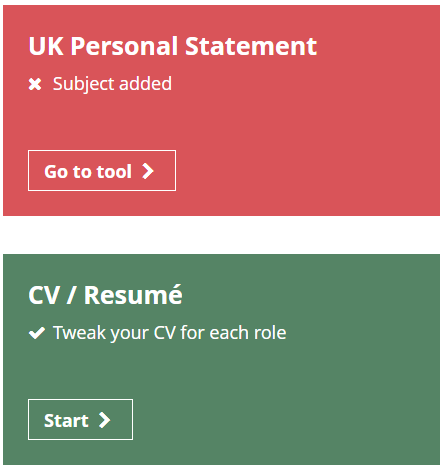 UK Personal Statement
✖ Subject added
Go to tool
CV / Resumé
✔ Tweak your CV for each role
Start